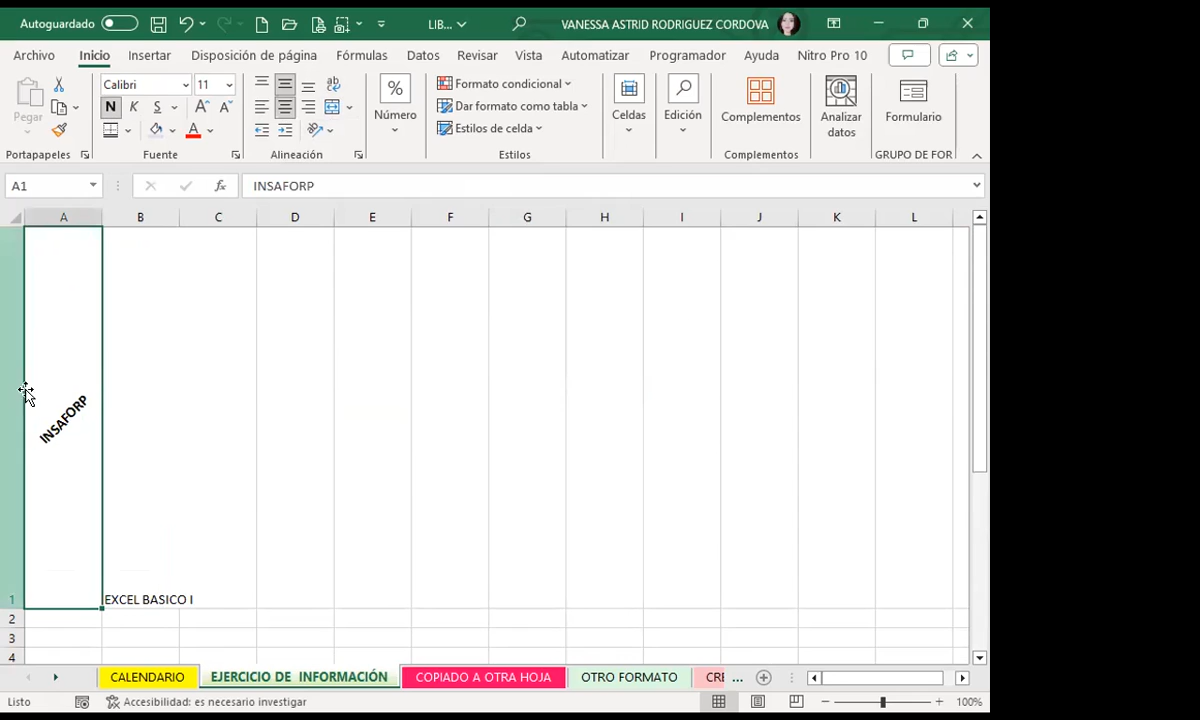 Autoguardado LIB... VANESSA ASTRID RODRIGUEZ CORDOVA
Archivo Inicio Insertar Disposición de página Fórmulas Datos Revisar Vista Automatizar Programador Ayuda Nitro Pro 10
Pegar
Calibri 11
N K S
ab
%
Número
Formato condicional
Dar formato como tabla
Estilos de celda
Celdas
Edición
Complementos
Analizar
datos
Formulario
Portapapeles Fuente Alineación Estilos Complementos GRUPO DE FOR
A1 fx INSAFORP
A B C D E F G H I J K L
INSAFORP
1 EXCEL BASICO I
2
3
4
CALENDARIO EJERCICIO DE INFORMACIÓN COPIADO A OTRA HOJA OTRO FORMATO CRE ...
Listo Accesibilidad: es necesario investigar 100%